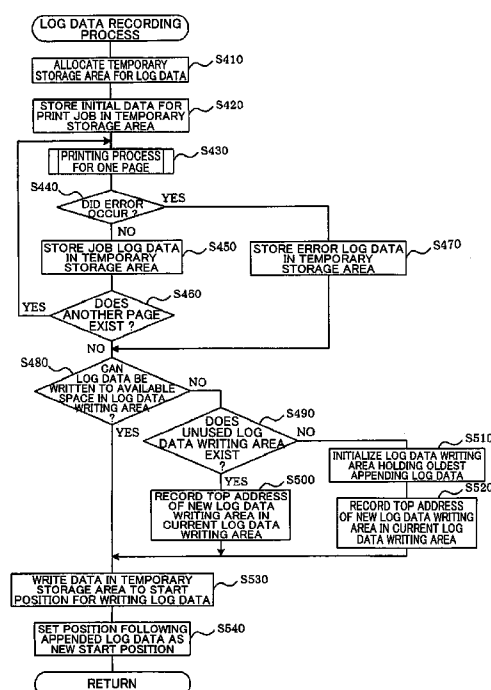 LOG DATA RECORDING
PROCESS
S410
ALLOCATE TEMPORARY
STORAGE AREA FOR LOG DATA
S420
STORE INITIAL DATA FOR
PRINT JOB IN TEMPORARY
STORAGE AREA
S430
PRINTING PROCESS
FOR ONE PAGE
S440
DID ERROR
OCCUR ?
YES
NO
S450
STORE JOB LOG DATA
IN TEMPORARY
STORAGE AREA
S470
STORE ERROR LOG DATA
IN TEMPORARY
STORAGE AREA
S460
YES
DOES
ANOTHER PAGE
EXIST ?
NO
S480
CAN
LOG DATA BE
WRITTEN TO AVAILABLE
SPACE IN LOG DATA
WRITING AREA
?
NO
YES
S490
DOES
UNUSED LOG
DATA WRITING AREA
EXIST
?
NO
YES
S510
INITIALIZE LOG DATA WRITING
AREA HOLDING OLDEST
APPENDING LOG DATA
S500
RECORD TOP ADDRESS
OF NEW LOG DATA
WRITING AREA IN
CURRENT LOG DATA
WRITING AREA
S520
RECORD TOP ADDRESS
OF NEW LOG DATA WRITING
AREA IN CURRENT LOG
DATA WRITING AREA
S530
WRITE DATA IN TEMPORARY
STORAGE AREA TO START
POSITION FOR WRITING LOG DATA
S540
SET POSITION FOLLOWING
APPENDED LOG DATA AS
NEW START POSITION
RETURN